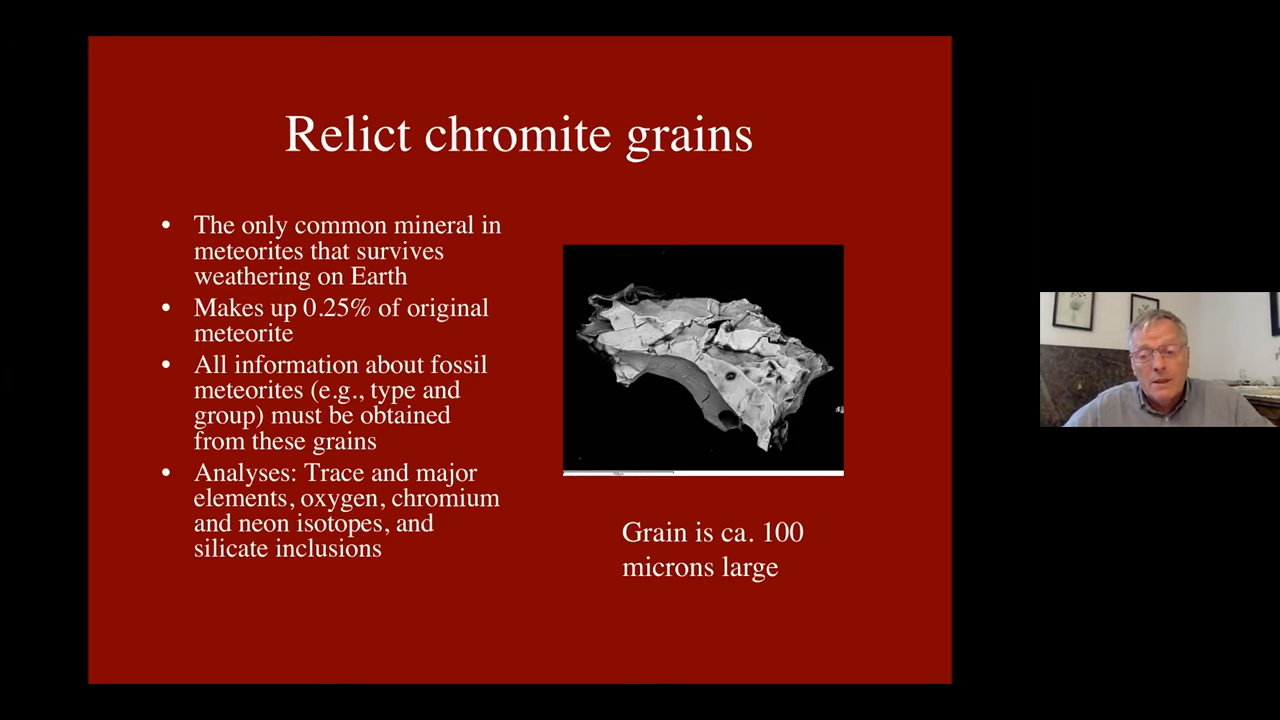 Relict chromite grains
• The only common mineral in
meteorites that survives
weathering on Earth
• Makes up 0.25% of original
meteorite
• All information about fossil
meteorites (e.g., type and
group) must be obtained
from these grains
• Analyses: Trace and major
elements, oxygen, chromium
and neon isotopes, and
silicate inclusions
Grain is ca. 100
microns large